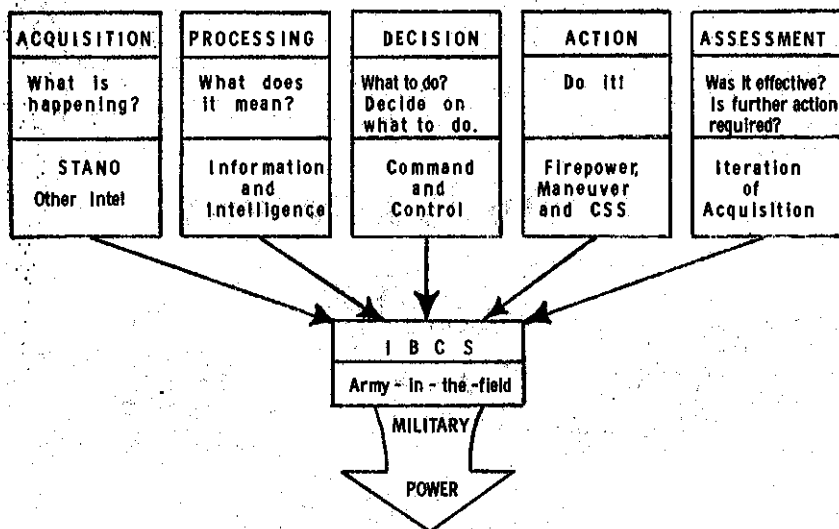 ACQUISITION
What is
happening?
STANO
Other Intel
PROCESSING
What does
it mean?
Information
and
Intelligence
DECISION
What to do?
Decide on
what to do.
Command
and
Control
ACTION
Do it!
Firepower,
Maneuver
and CSS
ASSESSMENT
Was it effective?
Is further action
required?
Iteration
of
Acquisition
I B C S
Army - in - the - field
MILITARY
POWER